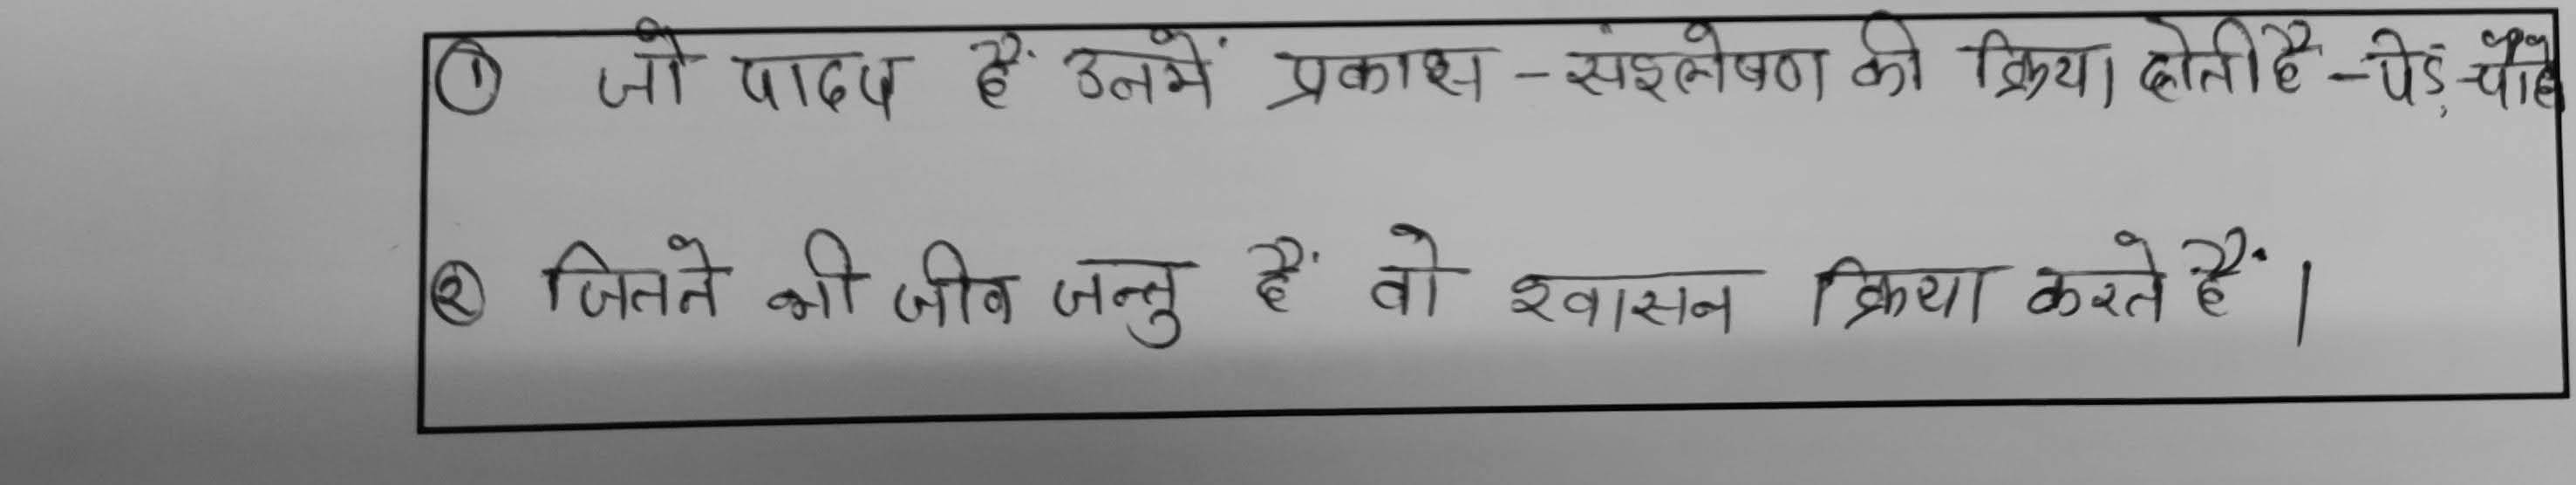 ① जो पादप हैं उनमें प्रकाश - संश्लेषण की क्रिया होती है - पेड़, पौधे
② जितने भी जीव जन्तु हैं वो श्वासन क्रिया करते हैं ।